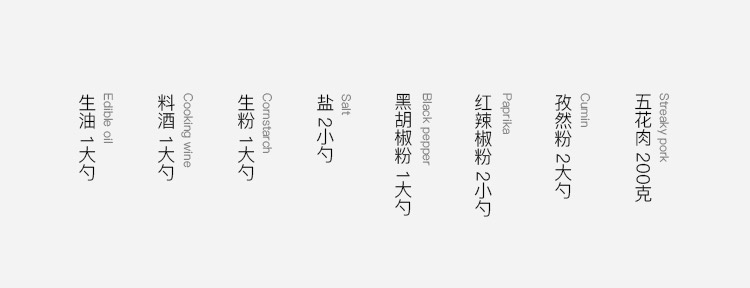 五花肉 200克
Streaky pork
孜然粉 2大勺
Cumin
红辣椒粉 2小勺
Paprika
黑胡椒粉 1大勺
Black pepper
盐 2小勺
Salt
生粉 1大勺
Cornstarch
料酒 1大勺
Cooking wine
生油 1大勺
Edible oil